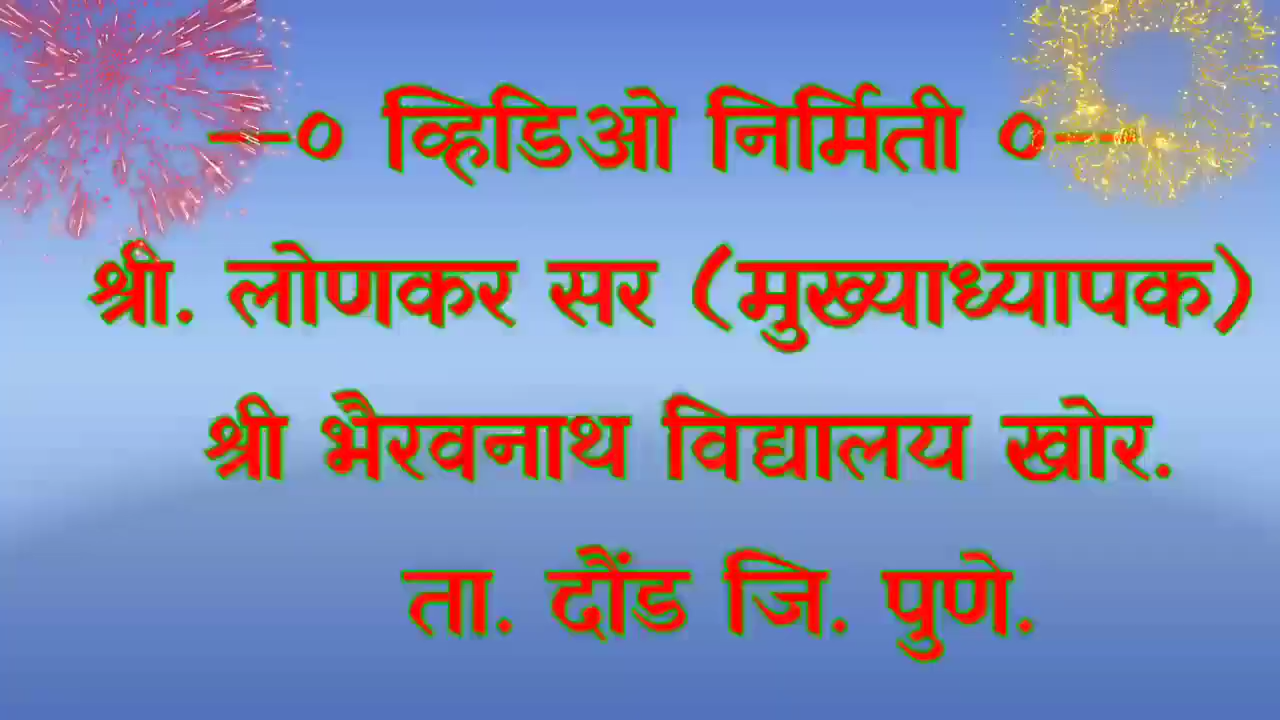 —० व्हिडिओ निर्मिती ०—
श्री. लोणकर सर (मुख्याध्यापक)
श्री भैरवनाथ विद्यालय खोर.
ता. दौंड जि. पुणे.